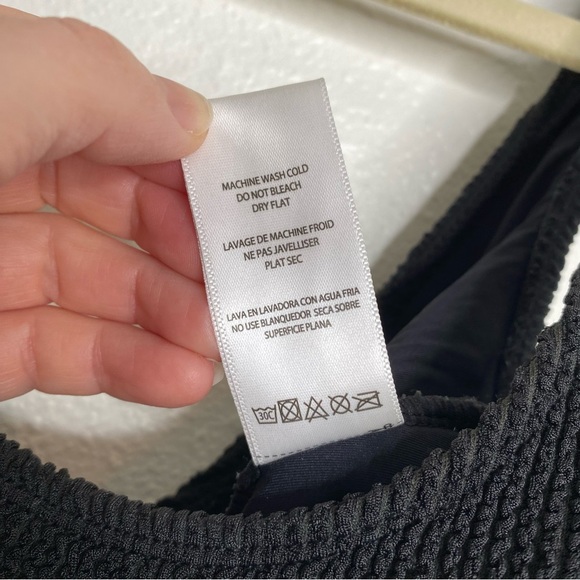 MACHINE WASH COLD
DO NOT BLEACH
DRY FLAT
LAVAGE DE MACHINE FROID
NE PAS JAVELLISER
PLAT SEC
LAVA EN LAVADORA CON AGUA FRIA
NO USE BLANQUEDOR SECA SOBRE
SUPERFICIE PLANA
30C